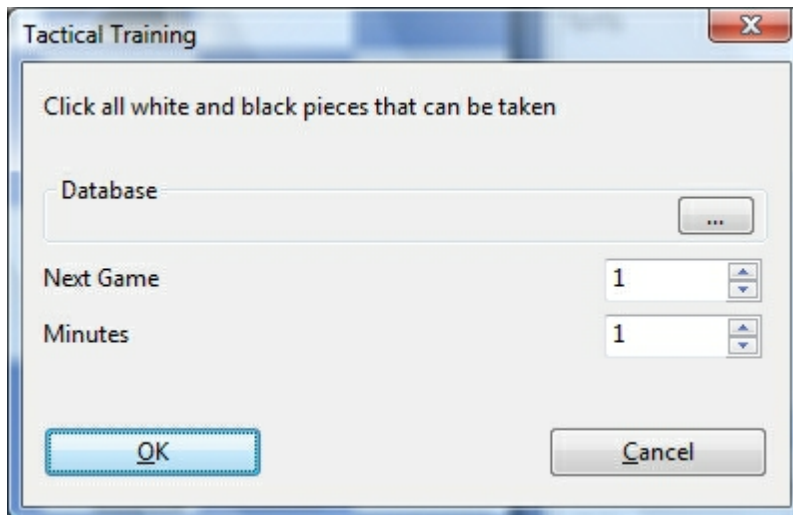 Tactical Training
Click all white and black pieces that can be taken
Database
...
Next Game 1
Minutes 1
OK Cancel